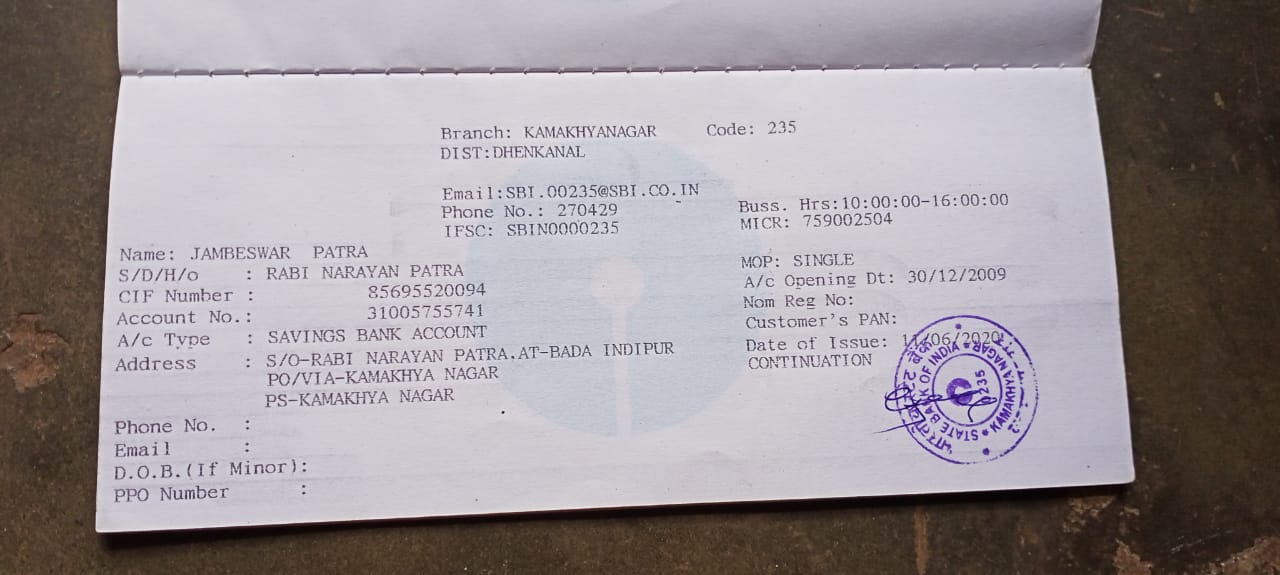 Branch: KAMAKHYANAGAR Code: 235
DIST:DHENKANAL
Email:SBI.00235@SBI.CO.IN
Phone No.: 270429
IFSC: SBIN0000235
Buss. Hrs:10:00:00-16:00:00
MICR: 759002504
Name: JAMBESWAR PATRA
S/D/H/o : RABI NARAYAN PATRA
CIF Number : 85695520094
Account No.: 31005755741
A/c Type : SAVINGS BANK ACCOUNT
Address : S/O-RABI NARAYAN PATRA.AT-BADA INDIPUR
PO/VIA-KAMAKHYA NAGAR
PS-KAMAKHYA NAGAR
Phone No. :
Email :
D.O.B.(If Minor):
PPO Number :
MOP: SINGLE
A/c Opening Dt: 30/12/2009
Nom Reg No:
Customer's PAN:
Date of Issue: 11/06/2020
CONTINUATION
STATE BANK OF INDIA
KAMAKHYANAGAR
235